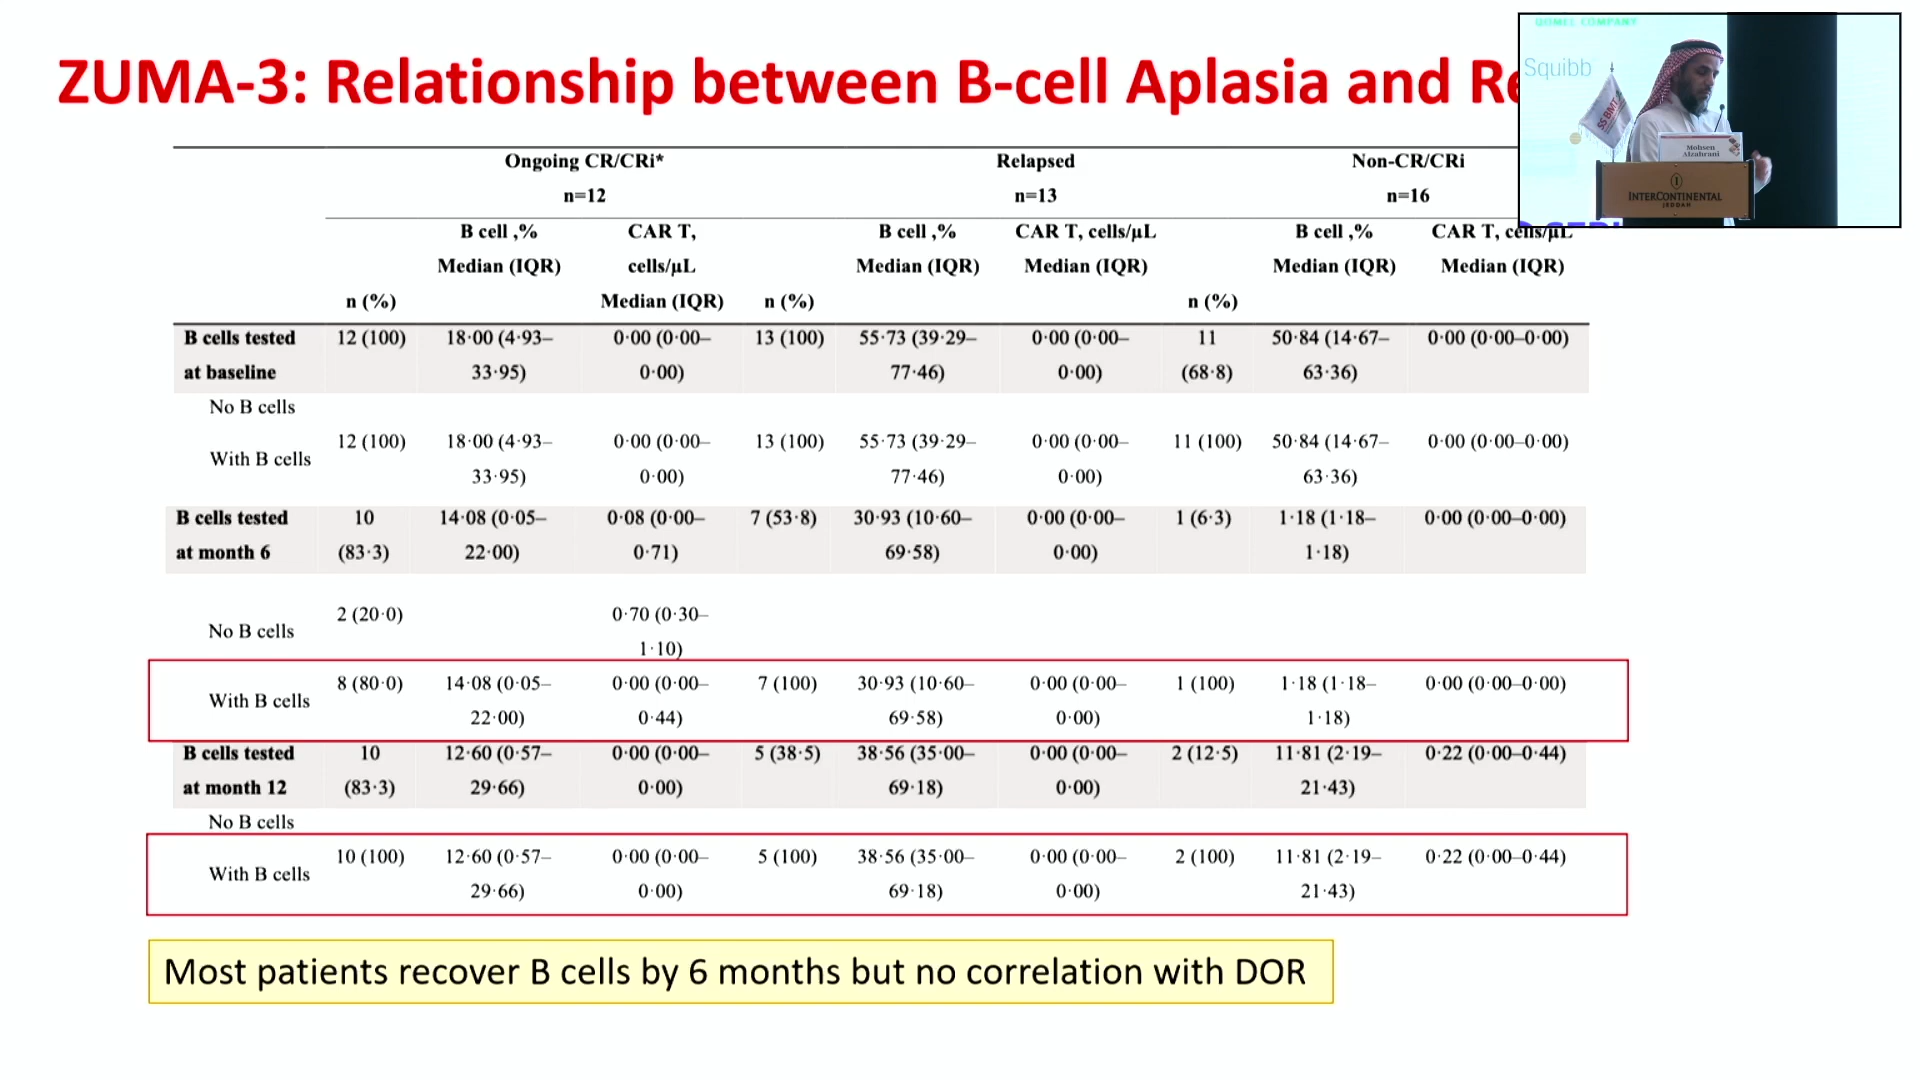 ZUMA-3: Relationship between B-cell Aplasia and Re
QOMEL COMPANY
Squibb
SS BMT
Mohsen
Alzahrani
INTERCONTINENTAL
JEDDAH
Ongoing CR/CRi* Relapsed Non-CR/CRi
n=12 n=13 n=16
B cell ,% CAR T, B cell ,% CAR T, cells/µL B cell ,% CAR T, cells/µL
Median (IQR) cells/µL Median (IQR) Median (IQR) Median (IQR) Median (IQR)
n (%) Median (IQR) n (%) n (%)
B cells tested 12 (100) 18·00 (4·93– 0·00 (0·00– 13 (100) 55·73 (39·29– 0·00 (0·00– 11 50·84 (14·67– 0·00 (0·00–0·00)
at baseline 33·95) 0·00) 77·46) 0·00) (68·8) 63·36)
No B cells
12 (100) 18·00 (4·93– 0·00 (0·00– 13 (100) 55·73 (39·29– 0·00 (0·00– 11 (100) 50·84 (14·67– 0·00 (0·00–0·00)
With B cells
33·95) 0·00) 77·46) 0·00) 63·36)
B cells tested 10 14·08 (0·05– 0·08 (0·00– 7 (53·8) 30·93 (10·60– 0·00 (0·00– 1 (6·3) 1·18 (1·18– 0·00 (0·00–0·00)
at month 6 (83·3) 22·00) 0·71) 69·58) 0·00) 1·18)
2 (20·0) 0·70 (0·30–
No B cells
1·10)
8 (80·0) 14·08 (0·05– 0·00 (0·00– 7 (100) 30·93 (10·60– 0·00 (0·00– 1 (100) 1·18 (1·18– 0·00 (0·00–0·00)
With B cells
22·00) 0·44) 69·58) 0·00) 1·18)
B cells tested 10 12·60 (0·57– 0·00 (0·00– 5 (38·5) 38·56 (35·00– 0·00 (0·00– 2 (12·5) 11·81 (2·19– 0·22 (0·00–0·44)
at month 12 (83·3) 29·66) 0·00) 69·18) 0·00) 21·43)
No B cells
10 (100) 12·60 (0·57– 0·00 (0·00– 5 (100) 38·56 (35·00– 0·00 (0·00– 2 (100) 11·81 (2·19– 0·22 (0·00–0·44)
With B cells
29·66) 0·00) 69·18) 0·00) 21·43)
Most patients recover B cells by 6 months but no correlation with DOR